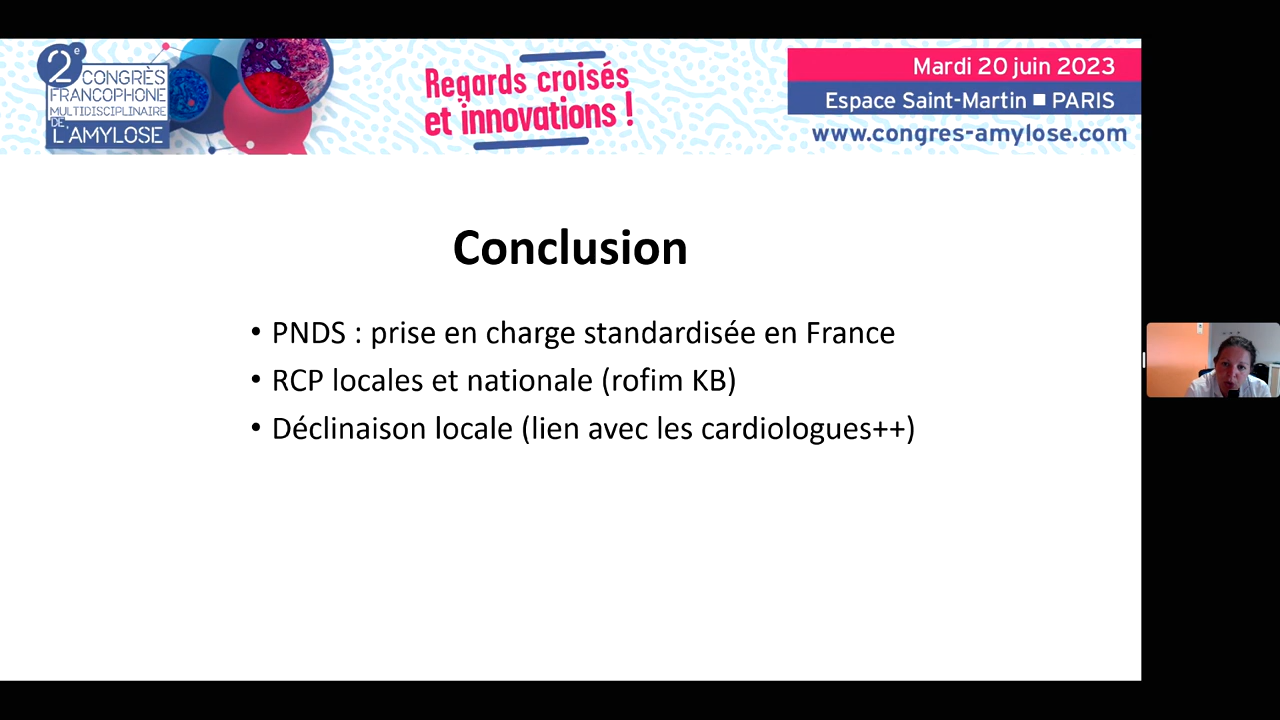 2e
CONGRÈS
FRANCOPHONE
MULTIDISCIPLINAIRE
DE
L'AMYLOSE
Regards croisés
et innovations !
Mardi 20 juin 2023
Espace Saint-Martin ■ PARIS
www.congres-amylose.com
Conclusion
• PNDS : prise en charge standardisée en France
• RCP locales et nationale (rofim KB)
• Déclinaison locale (lien avec les cardiologues++)